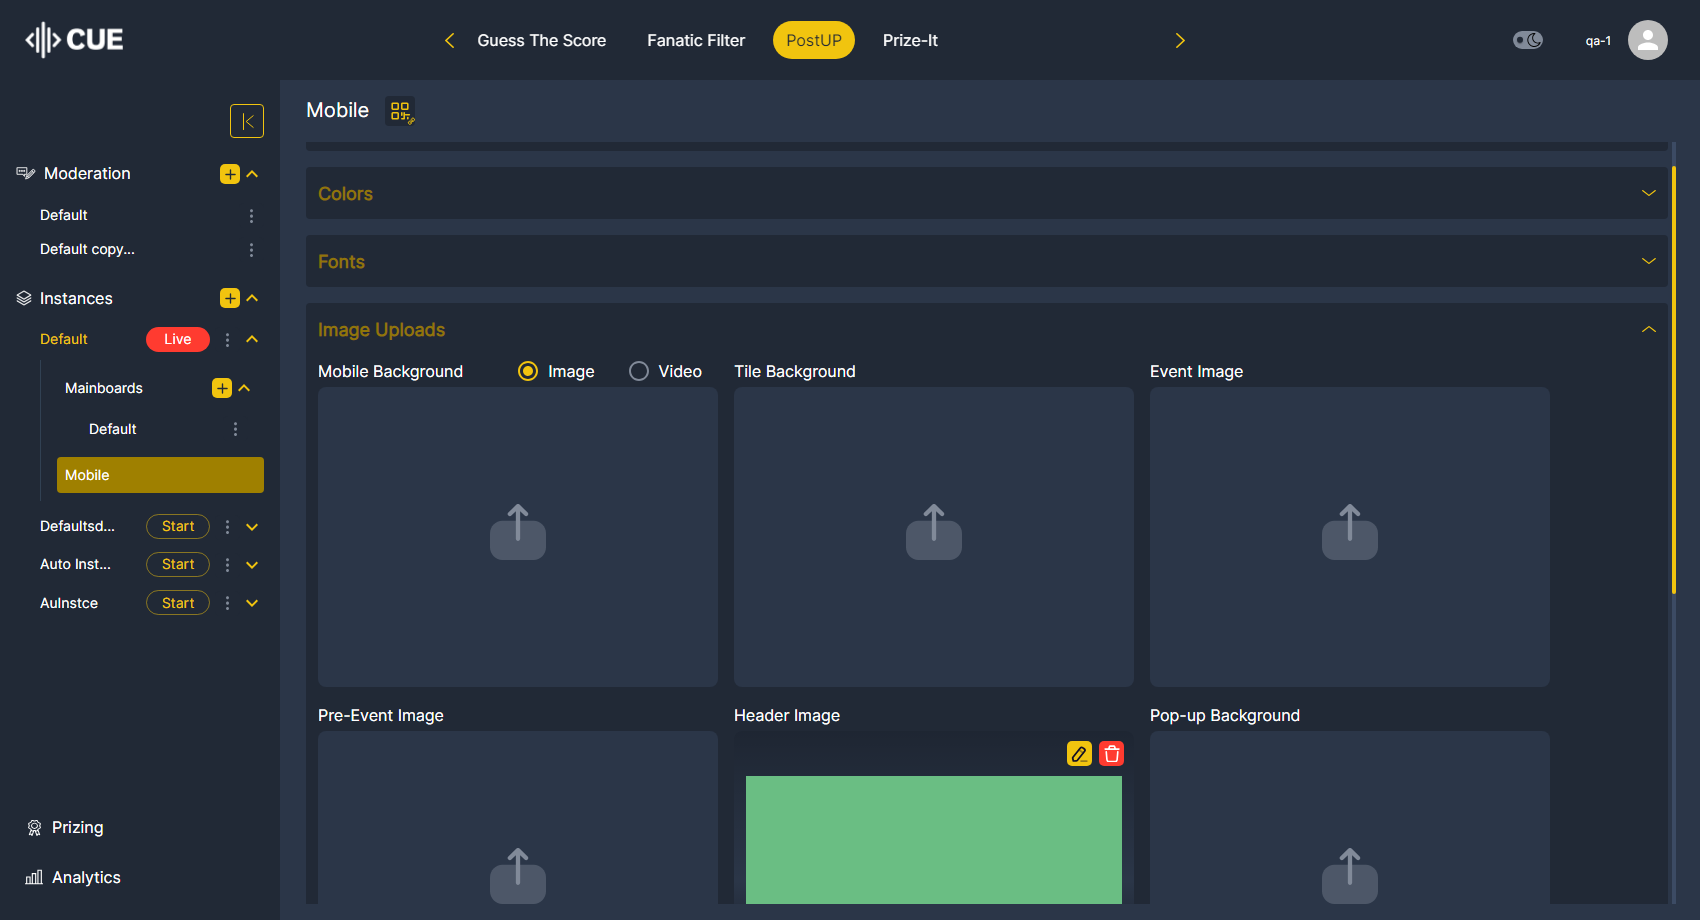 CUE
Guess The Score
Fanatic Filter
PostUP
Prize-It
qa-1
Moderation
Default
Default copy...
Instances
Default
Live
Mainboards
Default
Mobile
Defaultsd...
Start
Auto Inst...
Start
AuInstce
Start
Prizing
Analytics
Mobile
Colors
Fonts
Image Uploads
Mobile Background
Image
Video
Tile Background
Event Image
Pre-Event Image
Header Image
Pop-up Background